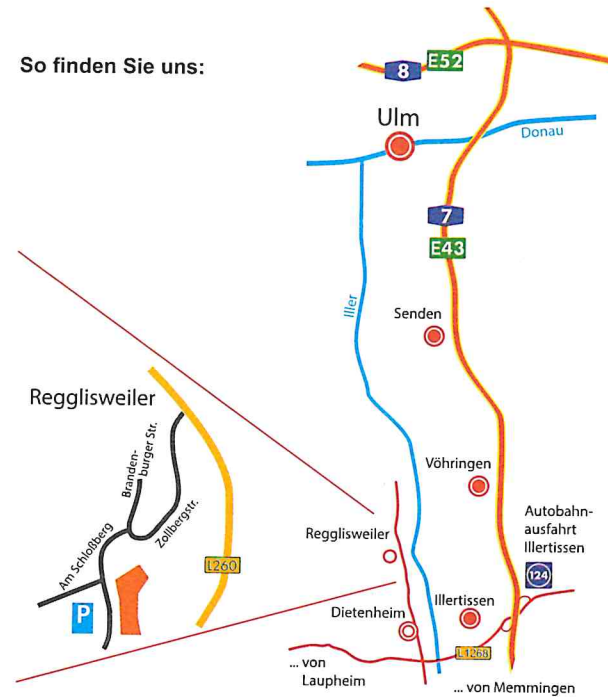 So finden Sie uns:
8
E52
Ulm
Donau
7
E43
Iller
Senden
Regglisweiler
Branden-
burger Str.
Zollbergstr.
Am Schloßberg
L260
P
Vöhringen
Autobahn-
ausfahrt
Illertissen
124
Regglisweiler
Dietenheim
Illertissen
L1268
... von
Laupheim
... von Memmingen